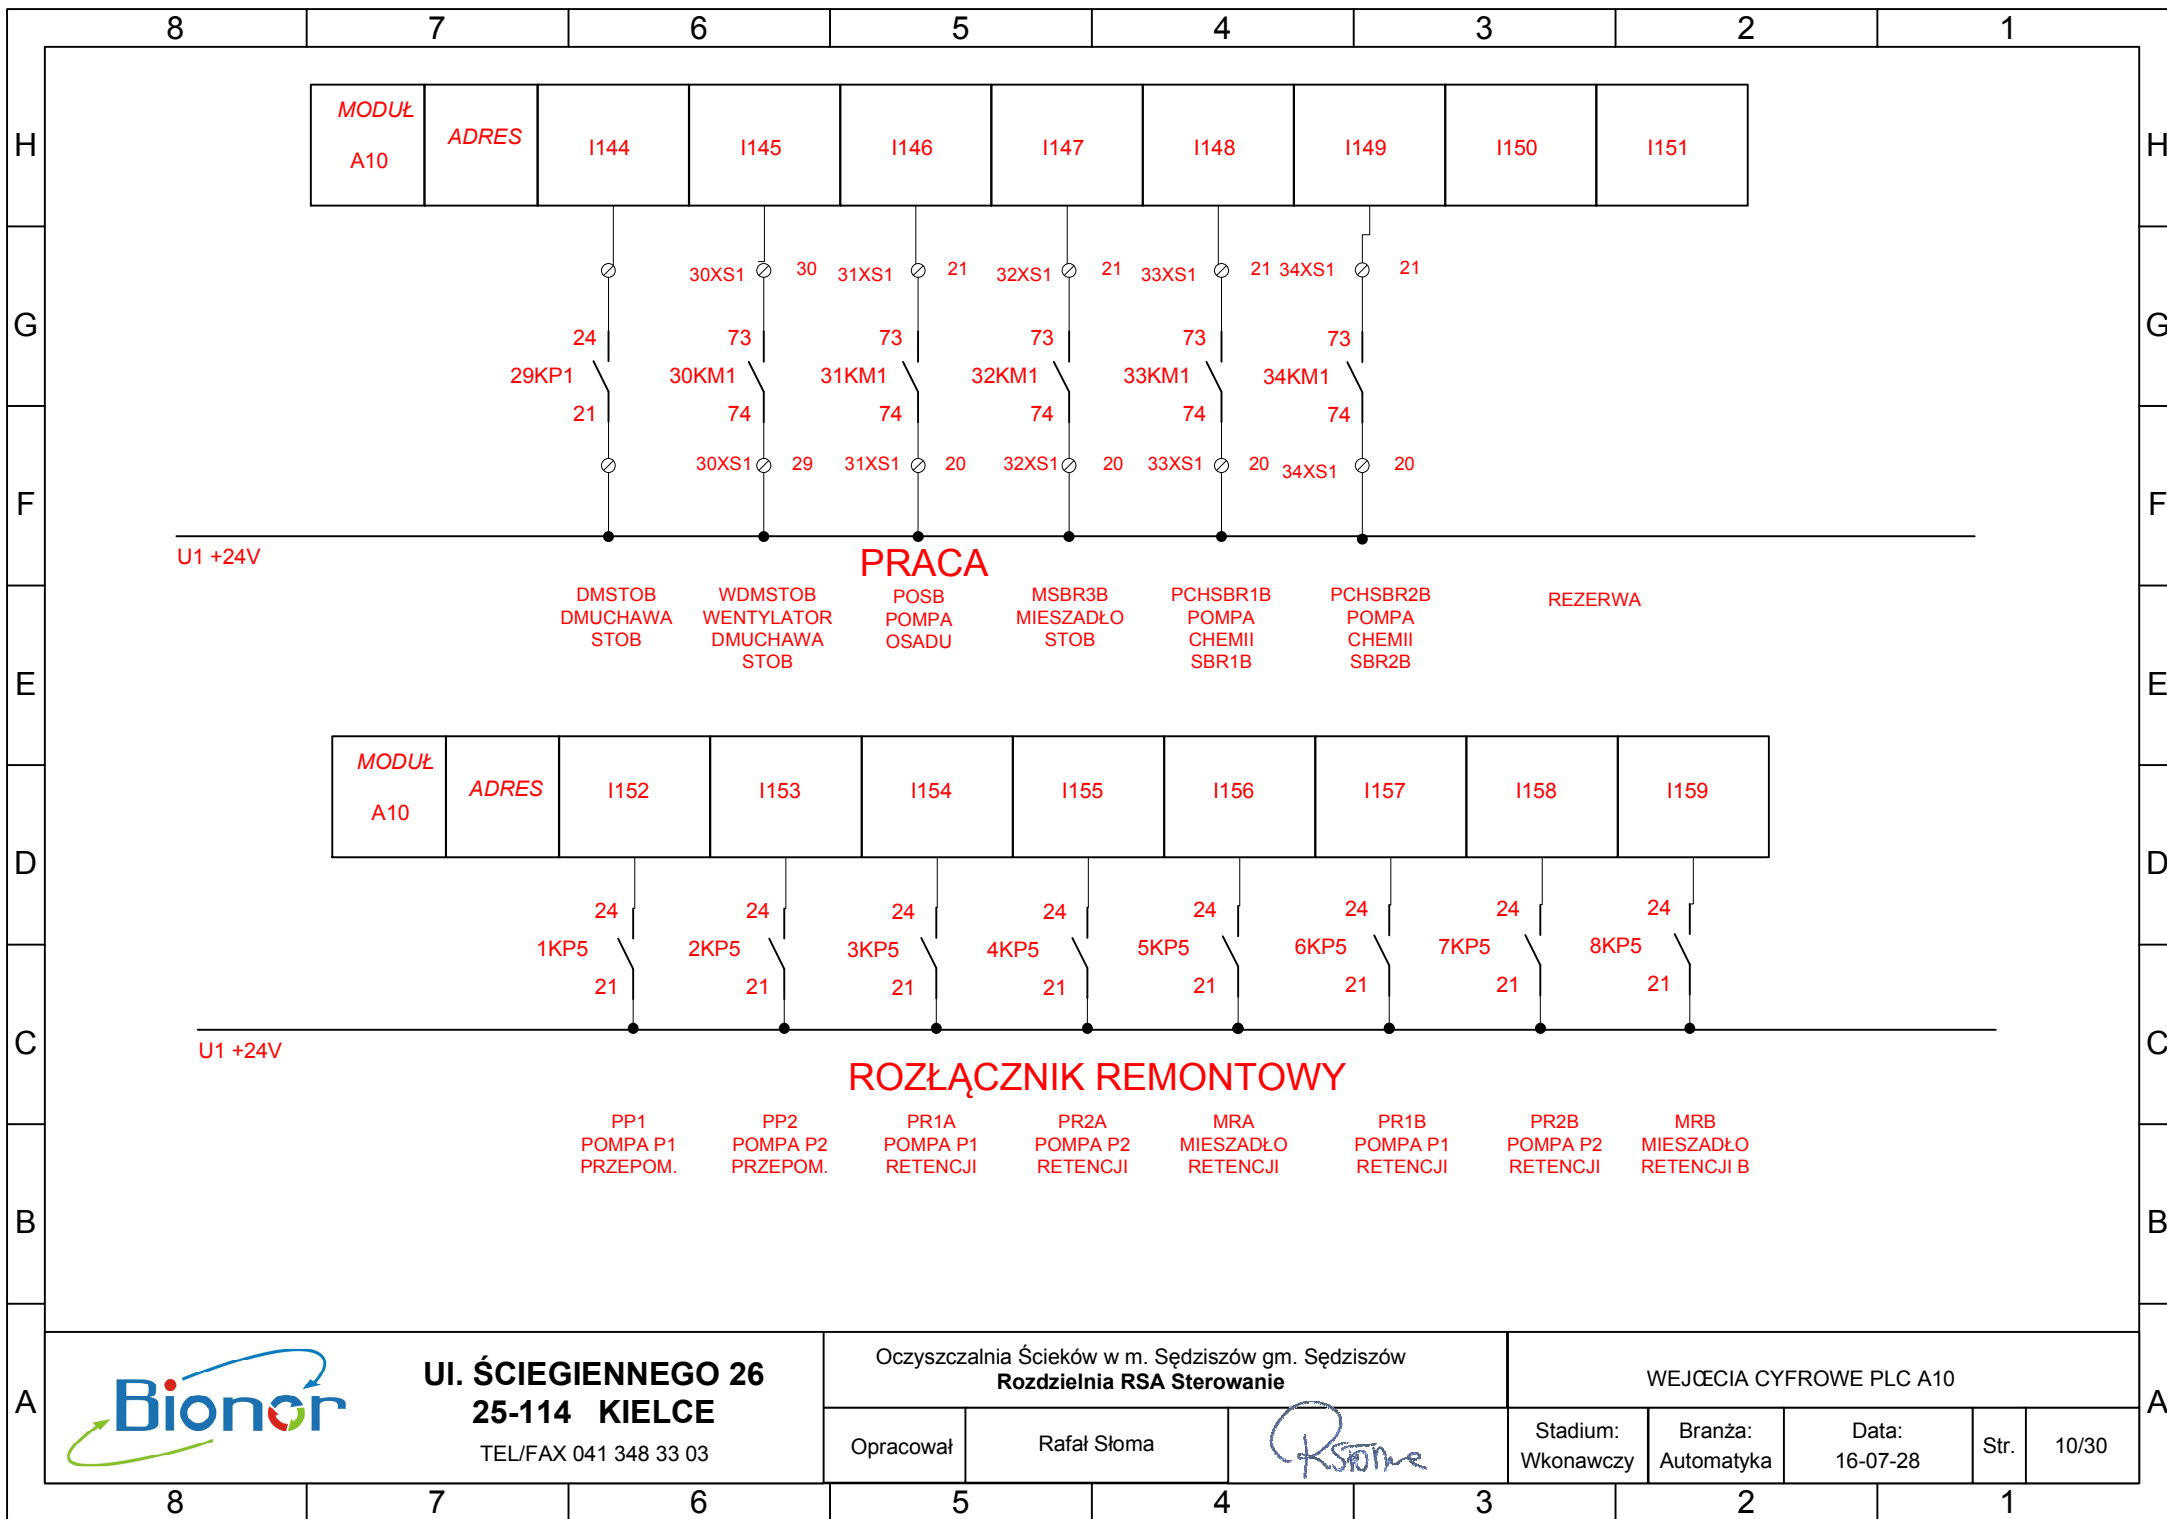 8 7 6 5 4 3 2 1
H H
MODUŁ
A10
ADRES
I144 I145 I146 I147 I148 I149 I150 I151
30XS1 30 31XS1 21 32XS1 21 33XS1 21 34XS1 21
G G
24 73 73 73 73 73
29KP1 30KM1 31KM1 32KM1 33KM1 34KM1
21 74 74 74 74 74
30XS1 29 31XS1 20 32XS1 20 33XS1 20 34XS1 20
F F
U1 +24V
PRACA
DMSTOB
DMUCHAWA
STOB
WDMSTOB
WENTYLATOR
DMUCHAWA
STOB
POSB
POMPA
OSADU
MSBR3B
MIESZADŁO
STOB
PCHSBR1B
POMPA
CHEMII
SBR1B
PCHSBR2B
POMPA
CHEMII
SBR2B
REZERWA
E E
MODUŁ
A10
ADRES
I152 I153 I154 I155 I156 I157 I158 I159
D D
24 24 24 24 24 24 24 24
1KP5 2KP5 3KP5 4KP5 5KP5 6KP5 7KP5 8KP5
21 21 21 21 21 21 21 21
C C
U1 +24V
ROZŁĄCZNIK REMONTOWY
PP1
POMPA P1
PRZEPOM.
PP2
POMPA P2
PRZEPOM.
PR1A
POMPA P1
RETENCJI
PR2A
POMPA P2
RETENCJI
MRA
MIESZADŁO
RETENCJI
PR1B
POMPA P1
RETENCJI
PR2B
POMPA P2
RETENCJI
MRB
MIESZADŁO
RETENCJI B
B B
A A
Bionor
Ul. ŚCIEGIENNEGO 26
25-114 KIELCE
TEL/FAX 041 348 33 03
Oczyszczalnia Ścieków w m. Sędziszów gm. Sędziszów
Rozdzielnia RSA Sterowanie
Opracował
Rafał Słoma
RSłoma
WEJŒCIA CYFROWE PLC A10
Stadium:
Wkonawczy
Branża:
Automatyka
Data:
16-07-28
Str.
10/30
8 7 6 5 4 3 2 1